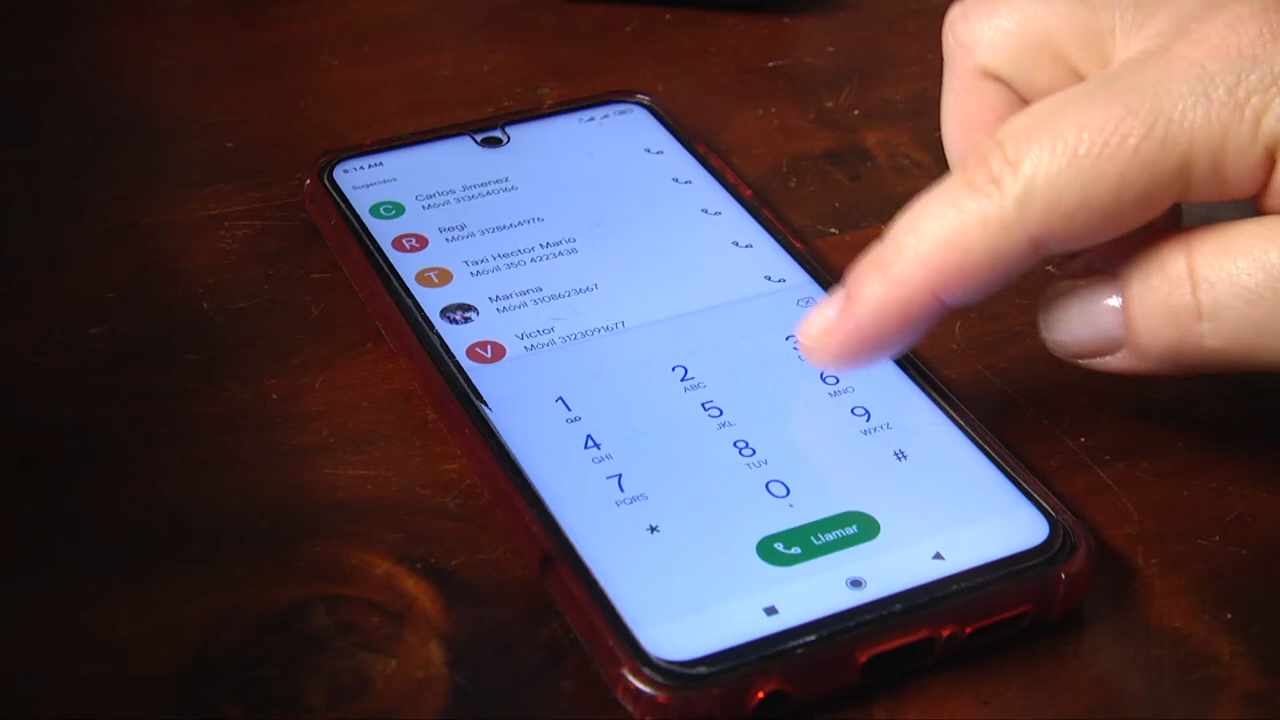 8:14 AM
Sugeridos
C
Carlos Jimenez
Móvil 3136540166
R
Regi
Móvil 3128664976
T
Taxi Hector Mario
Móvil 350 4223438
Mariana
Móvil 3108623667
V
Victor
Móvil 3123091677
1
2
ABC
3
4
GHI
5
JKL
6
MNO
7
PQRS
8
TUV
9
WXYZ
*
0
#
Llamar